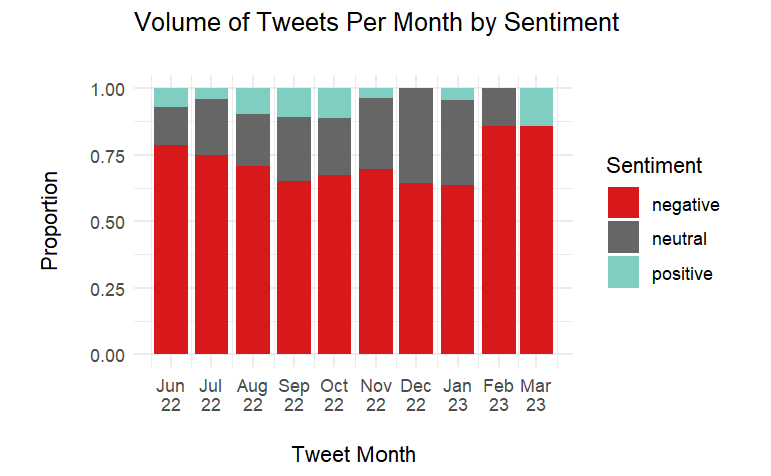 Volume of Tweets Per Month by Sentiment
Proportion
1.00
0.75
0.50
0.25
0.00
Jun Jul Aug Sep Oct Nov Dec Jan Feb Mar
22 22 22 22 22 22 22 23 23 23
Tweet Month
Sentiment
negative
neutral
positive